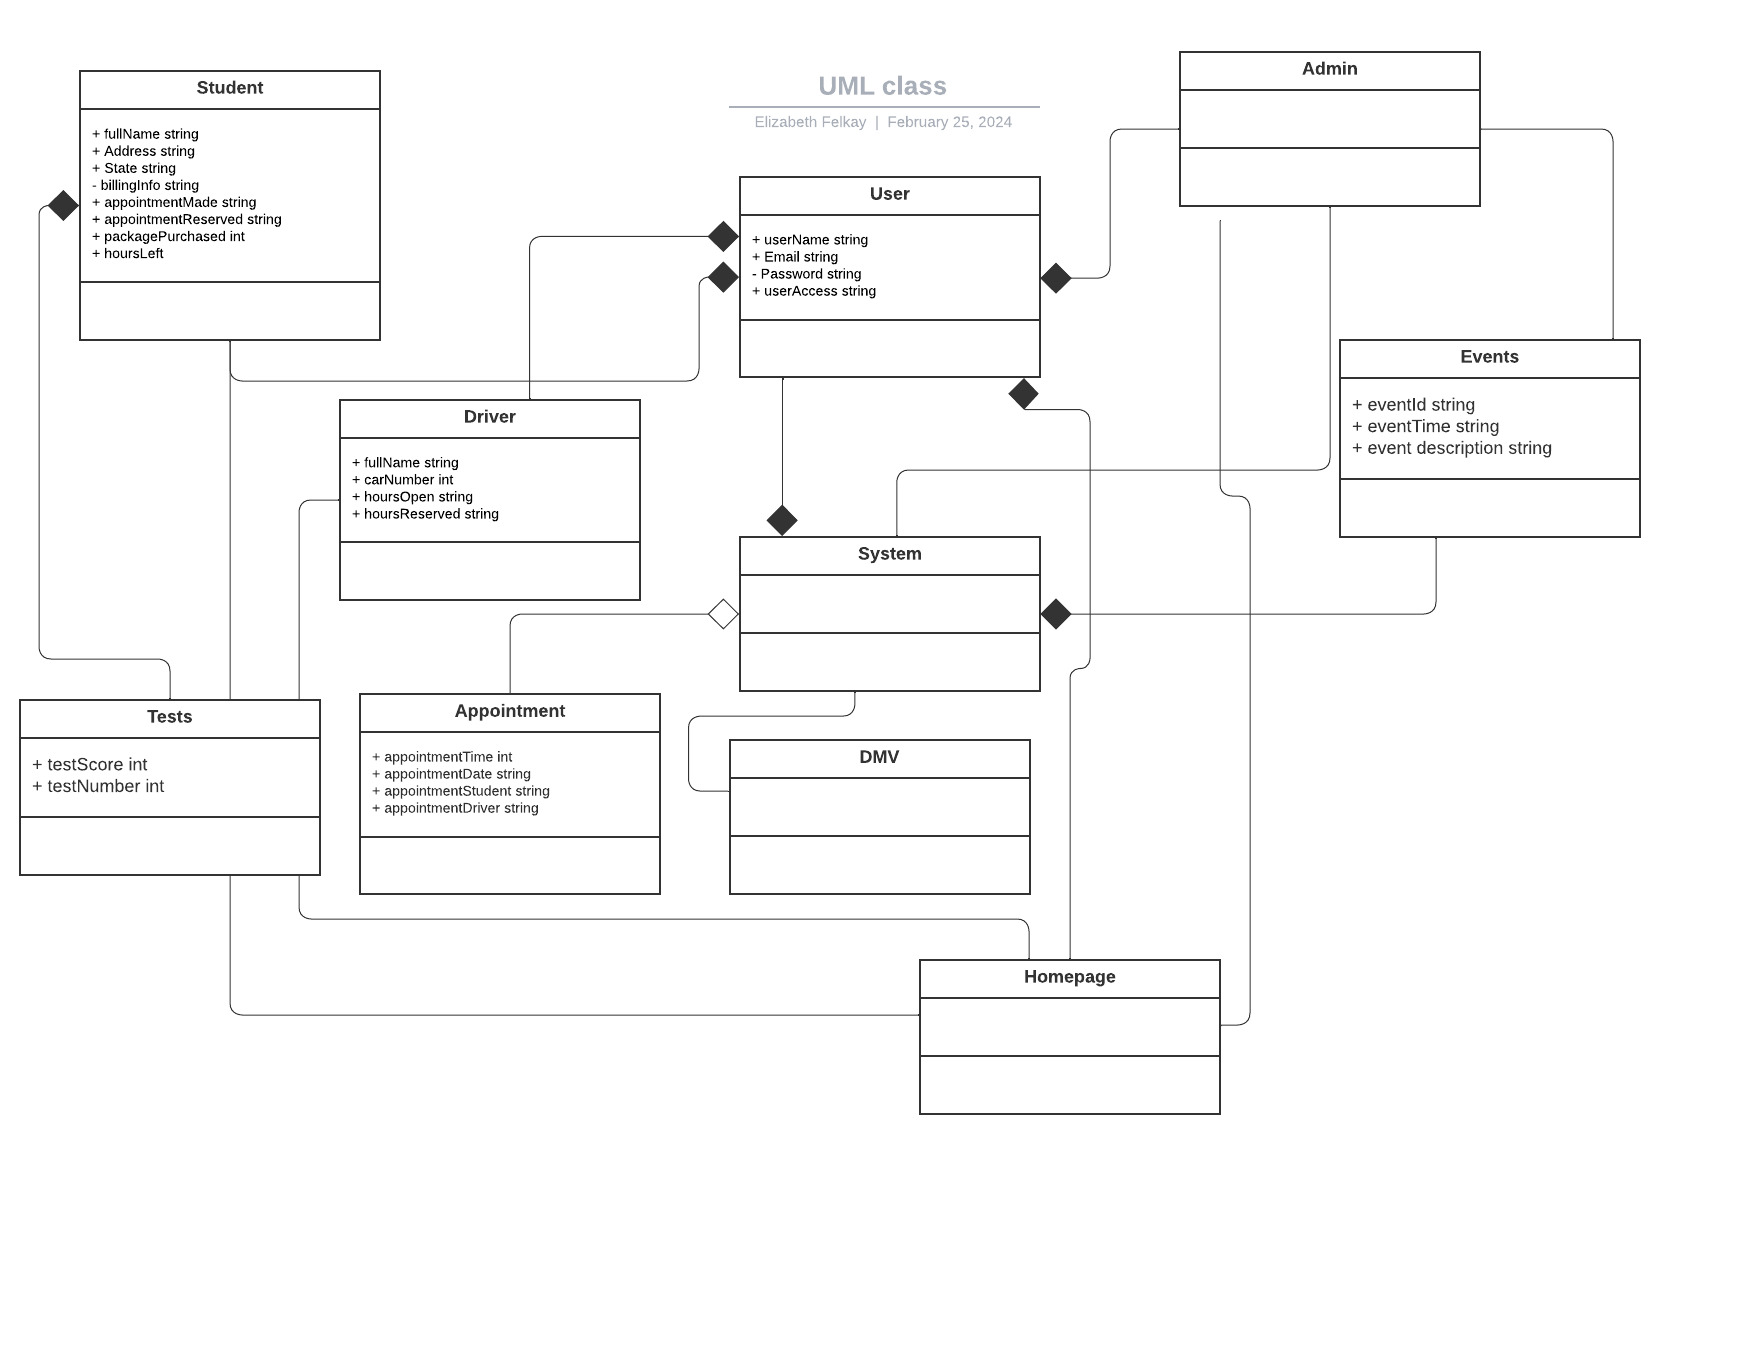 UML class
Elizabeth Felkay | February 25, 2024
Student
+ fullName string
+ Address string
+ State string
- billingInfo string
+ appointmentMade string
+ appointmentReserved string
+ packagePurchased int
+ hoursLeft
Admin
User
+ userName string
+ Email string
- Password string
+ userAccess string
Events
+ eventId string
+ eventTime string
+ event description string
Driver
+ fullName string
+ carNumber int
+ hoursOpen string
+ hoursReserved string
System
Tests
+ testScore int
+ testNumber int
Appointment
+ appointmentTime int
+ appointmentDate string
+ appointmentStudent string
+ appointmentDriver string
DMV
Homepage